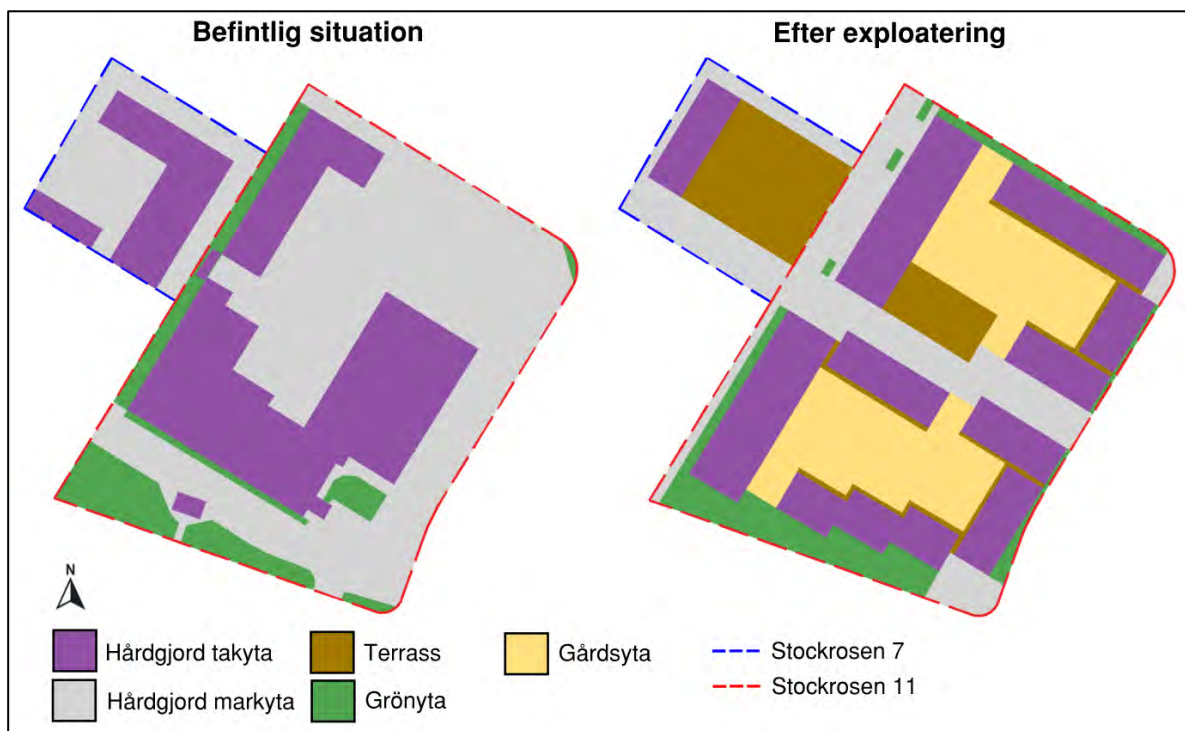 Befintlig situation
Efter exploatering
N
Hårdgjord takyta
Terrass
Gårdsyta
Stockrosen 7
Hårdgjord markyta
Grönyta
Stockrosen 11